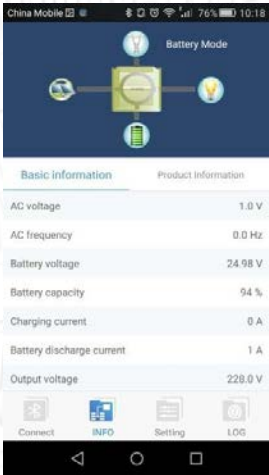 China Mobile 76% 10:18
Battery Mode
Basic information Product Information
AC voltage 1.0 V
AC frequency 0.0 Hz
Battery voltage 24.98 V
Battery capacity 94 %
Charging current 0 A
Battery discharge current 1 A
Output voltage 228.0 V
Connect INFO Setting LOG